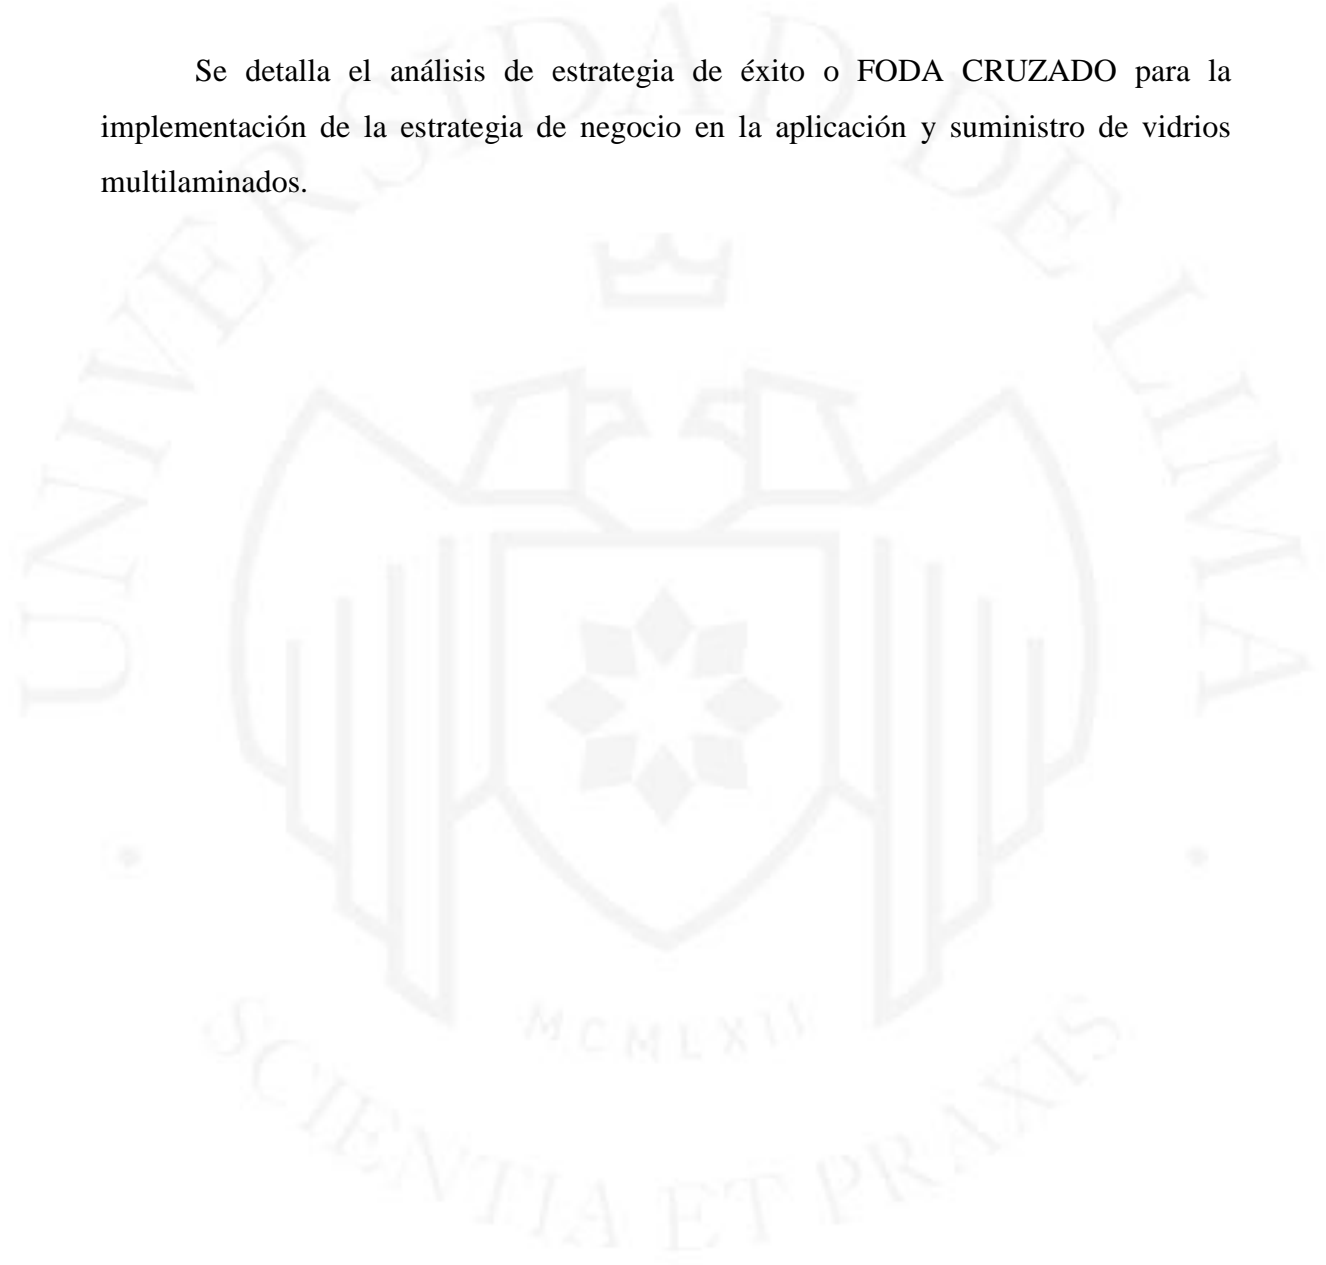 Se detalla el análisis de estrategia de éxito o FODA CRUZADO para la
implementación de la estrategia de negocio en la aplicación y suministro de vidrios
multilaminados.
UNIVERSIDAD DE LIMA
MCMLXII
SCIENTIA ET PRAXIS